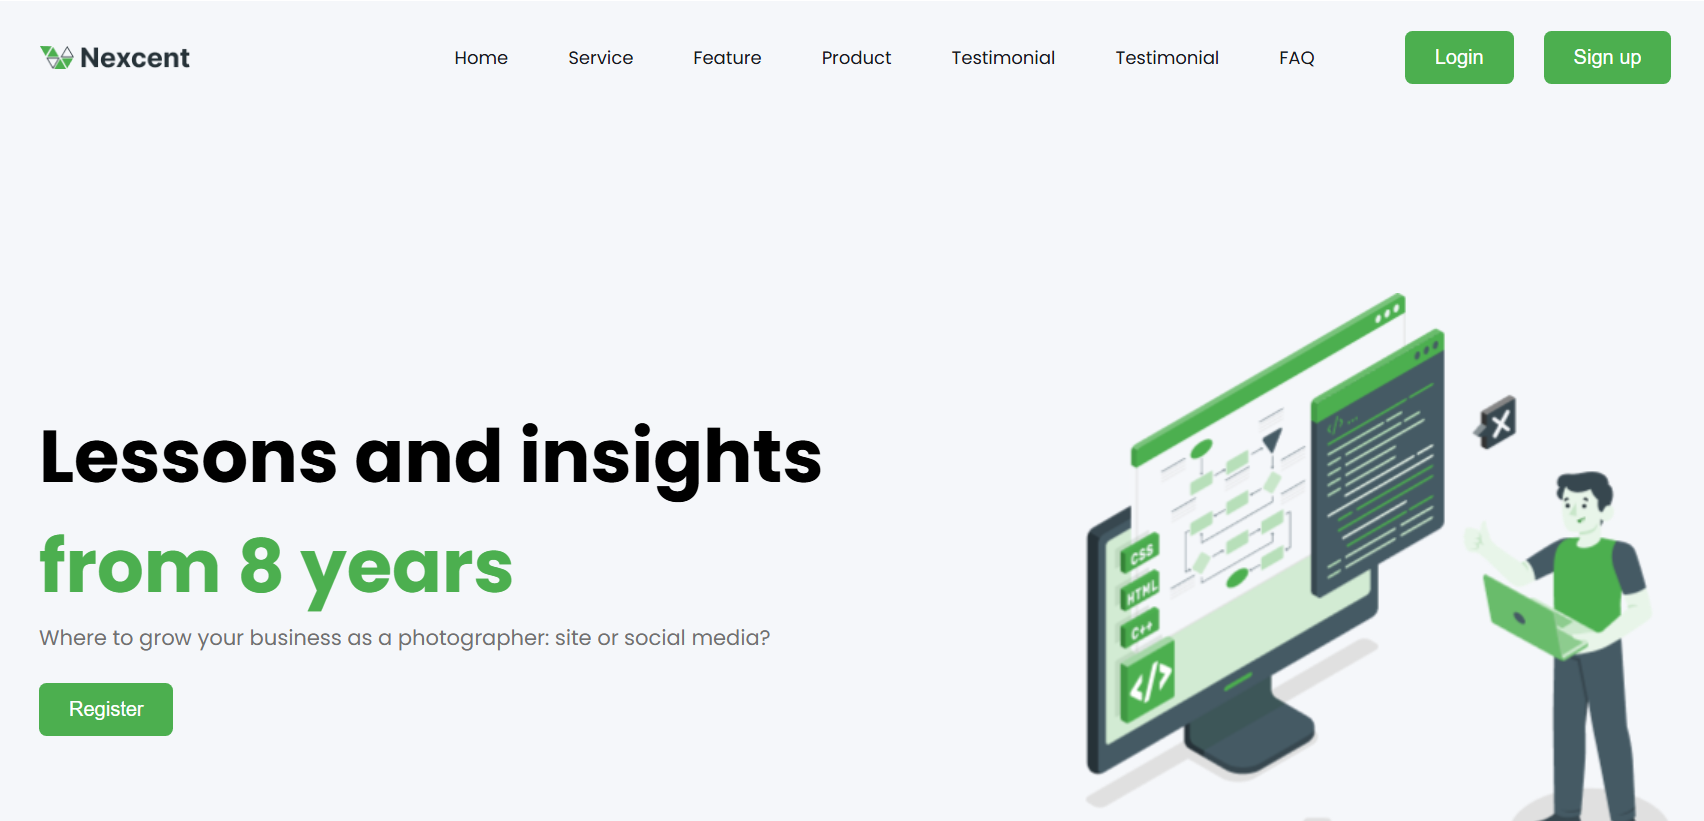 Nexcent Home Service Feature Product Testimonial Testimonial FAQ Login Sign up
Lessons and insights
from 8 years
Where to grow your business as a photographer: site or social media?
Register
CSS
HTML
C++
</>
</>...
X